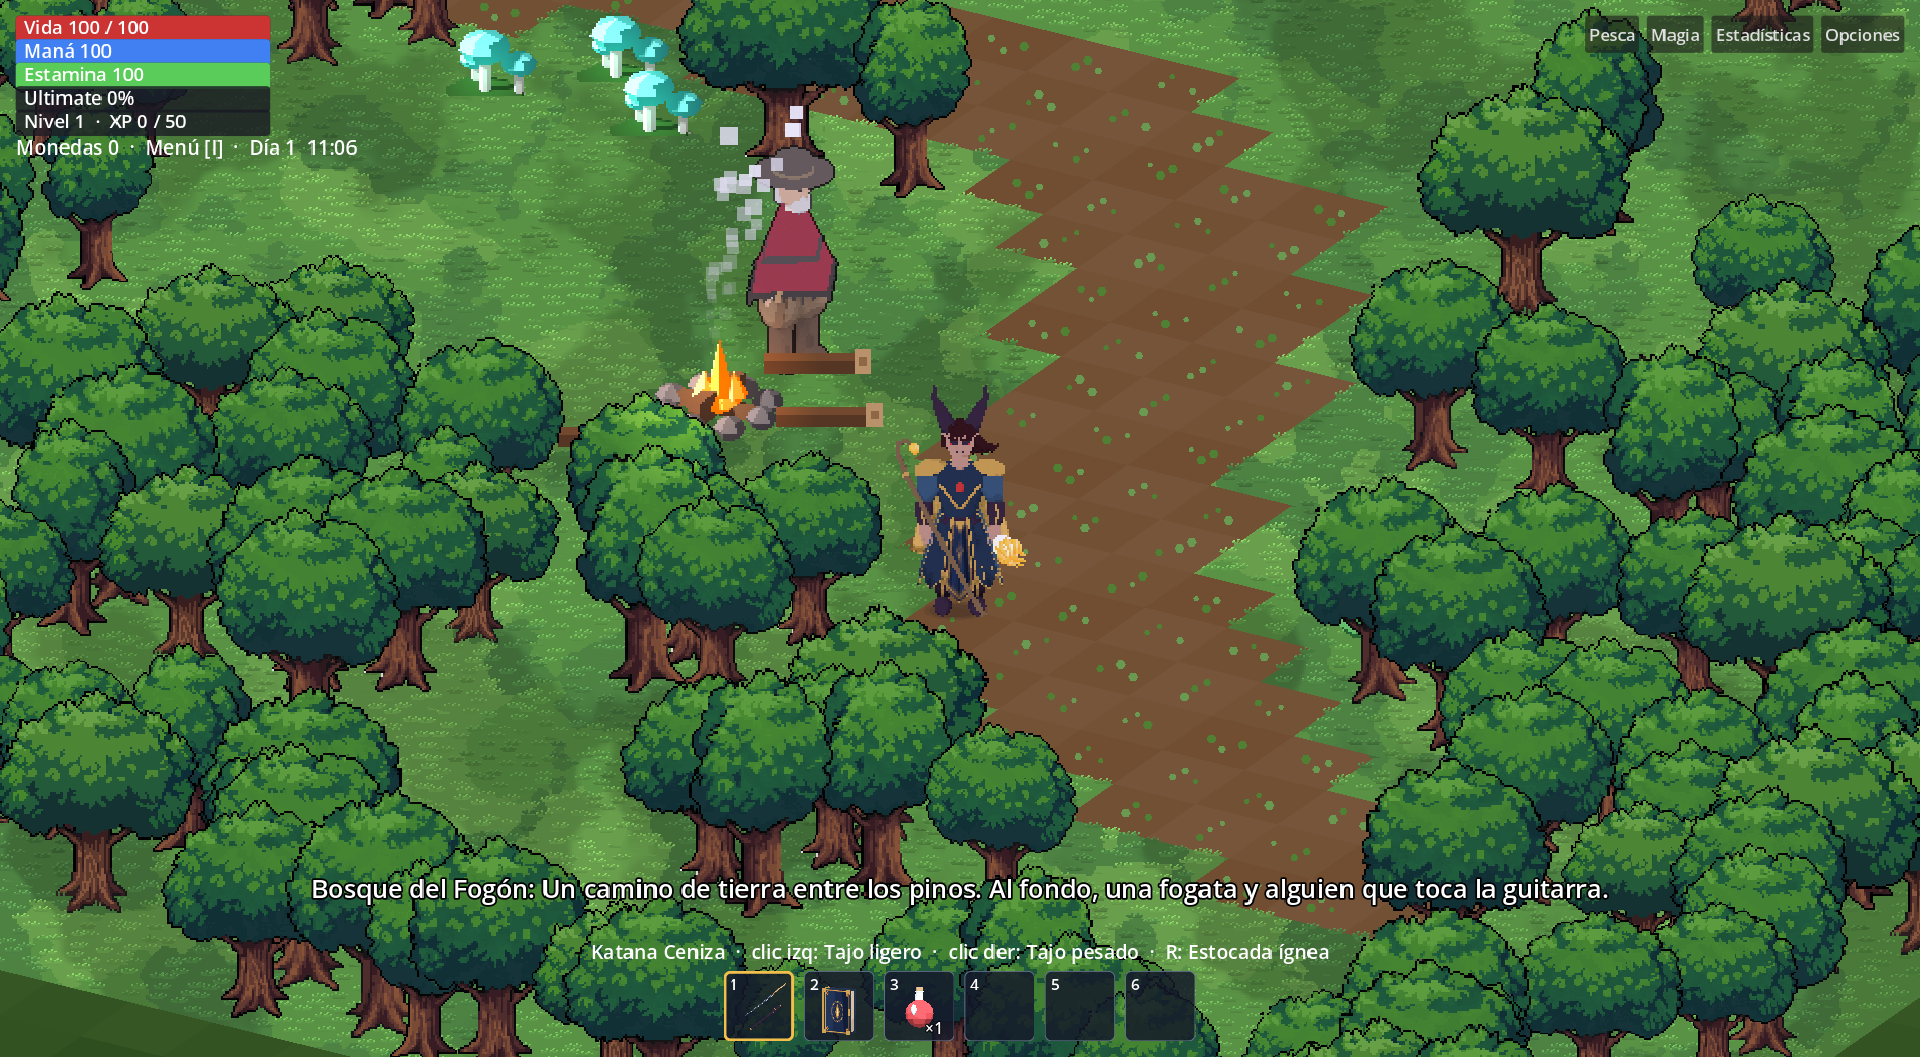 Vida 100 / 100
Maná 100
Estamina 100
Ultimate 0%
Nivel 1 · XP 0 / 50
Monedas 0 · Menú [I] · Día 1 11:06
Pesca Magia Estadísticas Opciones
Bosque del Fogón: Un camino de tierra entre los pinos. Al fondo, una fogata y alguien que toca la guitarra.
Katana Ceniza · clic izq: Tajo ligero · clic der: Tajo pesado · R: Estocada ígnea
1 2 3 4 5 6
×1